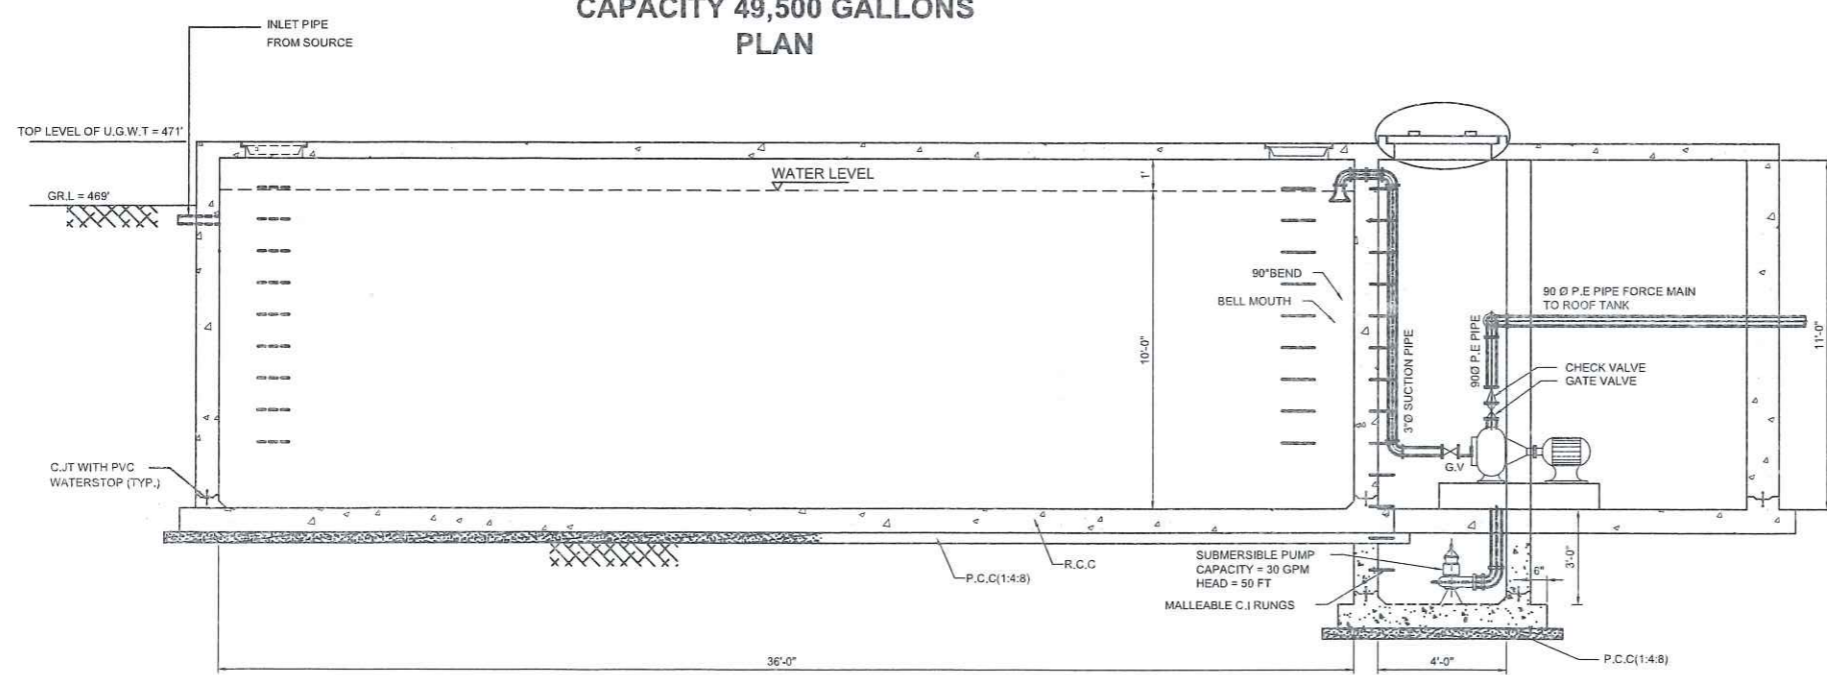 CAPACITY 49,500 GALLONS
PLAN
INLET PIPE
FROM SOURCE
TOP LEVEL OF U.G.W.T = 471'
WATER LEVEL
1'
GR.L = 469'
90°BEND
BELL MOUTH
10'-0"
3"Ø SUCTION PIPE
90Ø P.E PIPE
90 Ø P.E PIPE FORCE MAIN
TO ROOF TANK
11'-0"
CHECK VALVE
GATE VALVE
G.V
C.JT WITH PVC
WATERSTOP (TYP.)
SUBMERSIBLE PUMP
CAPACITY = 30 GPM
HEAD = 50 FT
MALLEABLE C.I RUNGS
R.C.C
P.C.C(1:4:8)
6"
3'-0"
36'-0"
4'-0"
P.C.C(1:4:8)